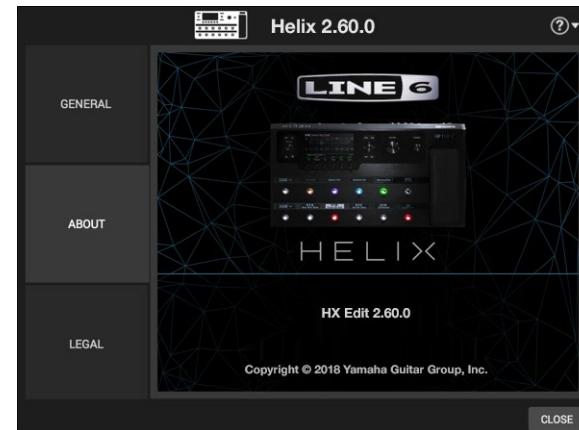 Helix 2.60.0
?
GENERAL
ABOUT
LEGAL
LINE 6
HELIX
HX Edit 2.60.0
Copyright © 2018 Yamaha Guitar Group, Inc.
CLOSE